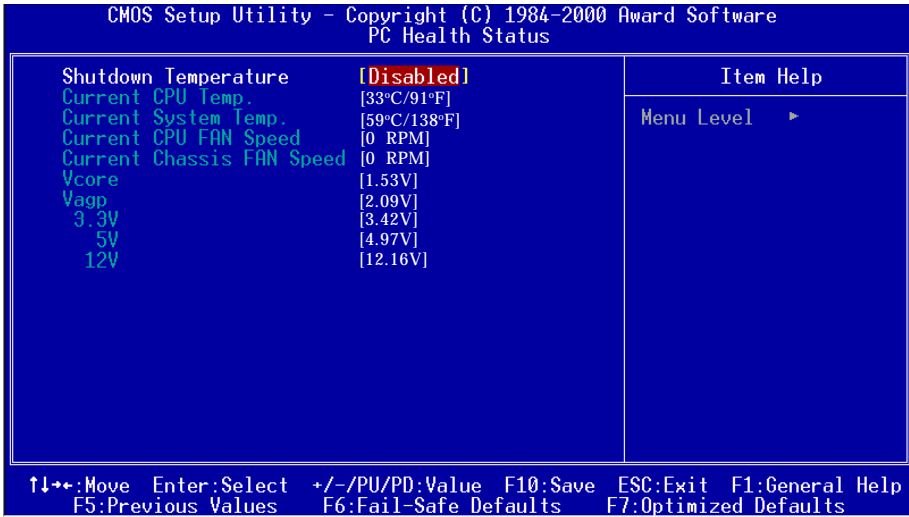 CMOS Setup Utility – Copyright (C) 1984–2000 Award Software
PC Health Status
Shutdown Temperature [Disabled]
Current CPU Temp. [33°C/91°F]
Current System Temp. [59°C/138°F]
Current CPU FAN Speed [0 RPM]
Current Chassis FAN Speed [0 RPM]
Vcore [1.53V]
Vagp [2.09V]
3.3V [3.42V]
5V [4.97V]
12V [12.16V]
Item Help
Menu Level ►
↑↓→←:Move Enter:Select +/-/PU/PD:Value F10:Save ESC:Exit F1:General Help
F5:Previous Values F6:Fail-Safe Defaults F7:Optimized Defaults